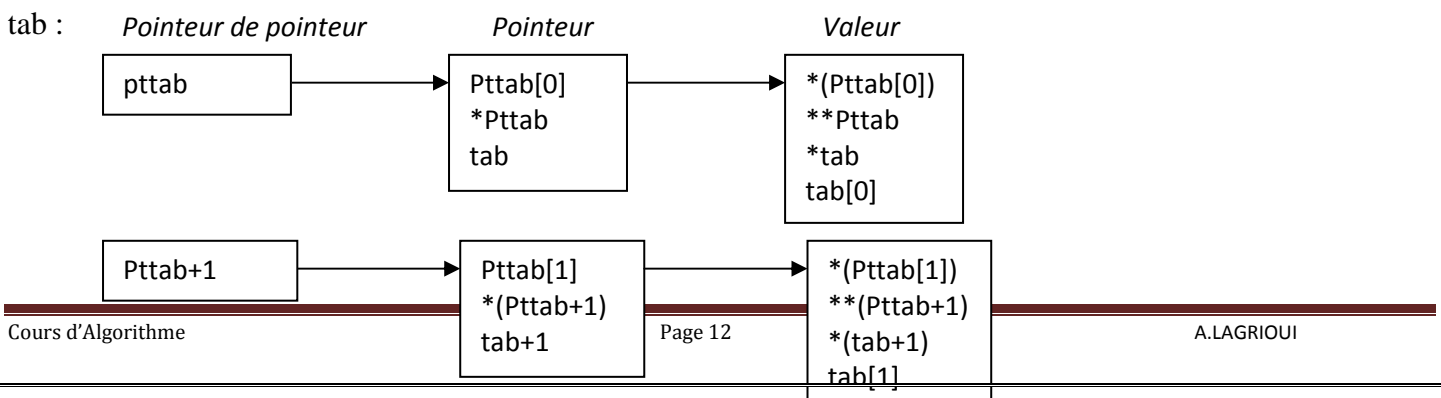 tab : Pointeur de pointeur Pointeur Valeur
pttab Pttab[0] *(Pttab[0])
*Pttab **Pttab
tab *tab
tab[0]
Pttab+1 Pttab[1] *(Pttab[1])
*(Pttab+1) **(Pttab+1)
Cours d'Algorithme tab+1 Page 12 *(tab+1) A.LAGRIOUI
tab[1]